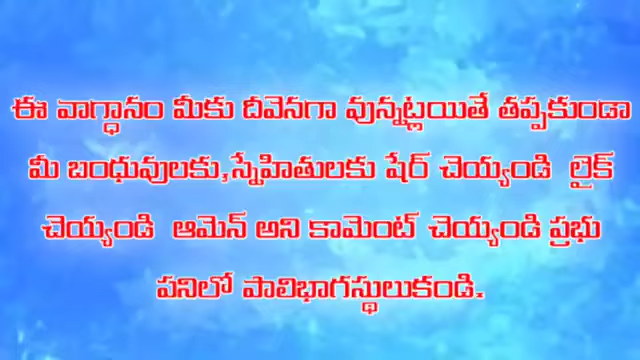 ఈ వాగ్ధానం మీకు దీవెనగా వున్నట్లయితే తప్పకుండా
మీ బంధువులకు,స్నేహితులకు షేర్ చెయ్యండి లైక్
చెయ్యండి ఆమెన్ అని కామెంట్ చెయ్యండి ప్రభు
పనిలో పాలిభాగస్థులుకండి.